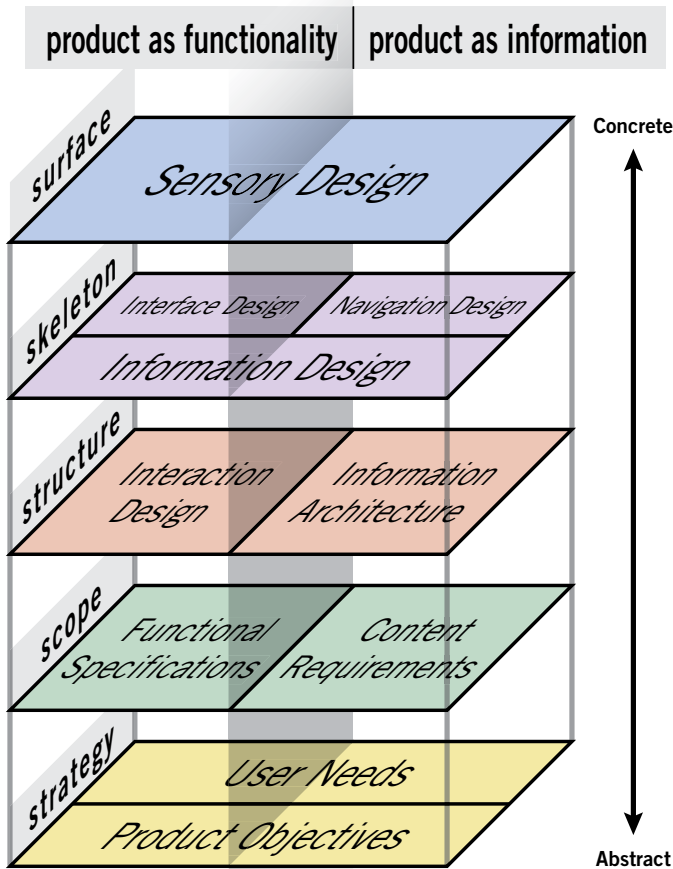 product as functionality
product as information
Concrete
surface
Sensory Design
skeleton
Interface Design
Navigation Design
Information Design
structure
Interaction
Design
Information
Architecture
scope
Functional
Specifications
Content
Requirements
strategy
User Needs
Product Objectives
Abstract